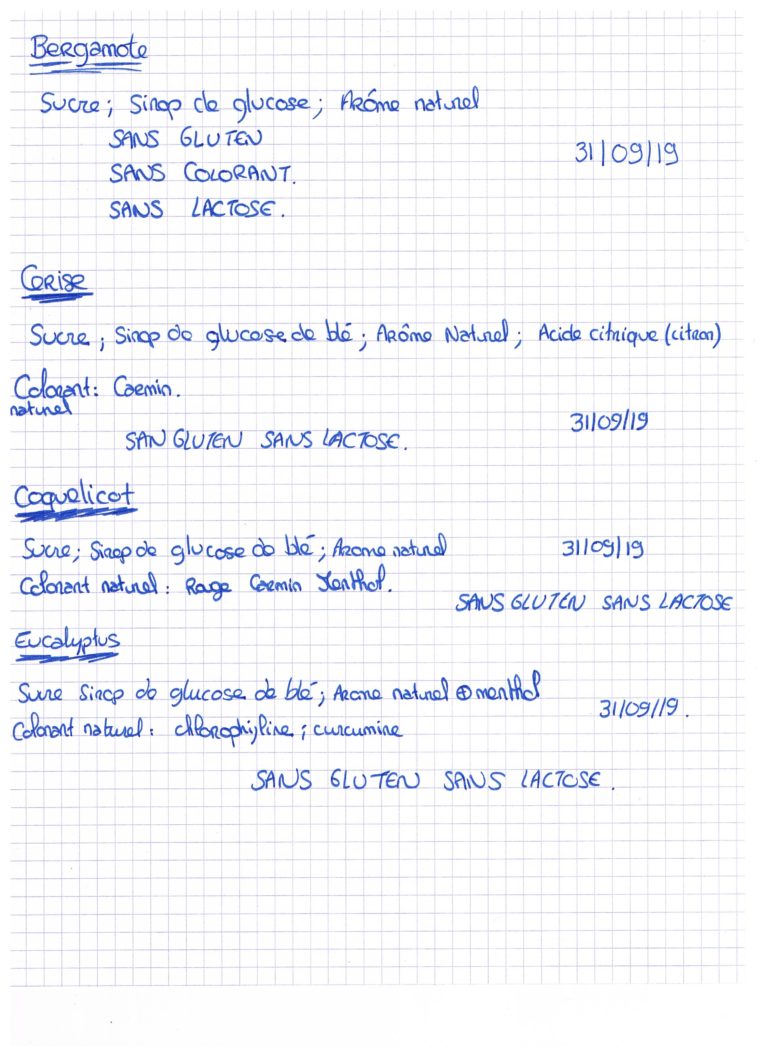 Bergamote
Sucre; Sirop de glucose; Arôme naturel
SANS GLUTEN
31/09/19
SANS COLORANT.
SANS LACTOSE.
Cerise
Sucre; Sirop de glucose de blé; Arôme Naturel; Acide citrique (citron)
Colorant: Carmin.
naturel
31/09/19
SAN GLUTEN SANS LACTOSE.
Coquelicot
Sucre; Sirop de glucose de blé; Arome naturel
31/09/19
Colorant naturel: Rouge Carmin
SANS GLUTEN SANS LACTOSE
Eucalyptus
Sucre Sirop de glucose de blé; Arome naturel ⊕ menthol
31/09/19.
Colorant naturel: chlorophyline; curcumine
SANS GLUTEN SANS LACTOSE.